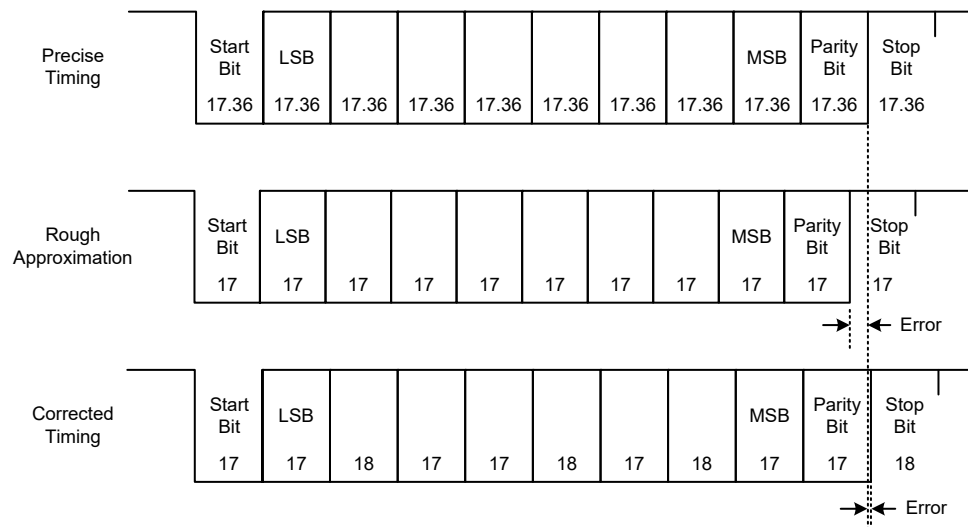 Precise
Timing
Start
Bit
LSB
MSB
Parity
Bit
Stop
Bit
17.36 17.36 17.36 17.36 17.36 17.36 17.36 17.36 17.36 17.36 17.36
Rough
Approximation
Start
Bit
LSB
MSB
Parity
Bit
Stop
Bit
17 17 17 17 17 17 17 17 17 17 17
Error
Corrected
Timing
Start
Bit
LSB
MSB
Parity
Bit
Stop
Bit
17 17 18 17 17 18 17 18 17 17 18
Error